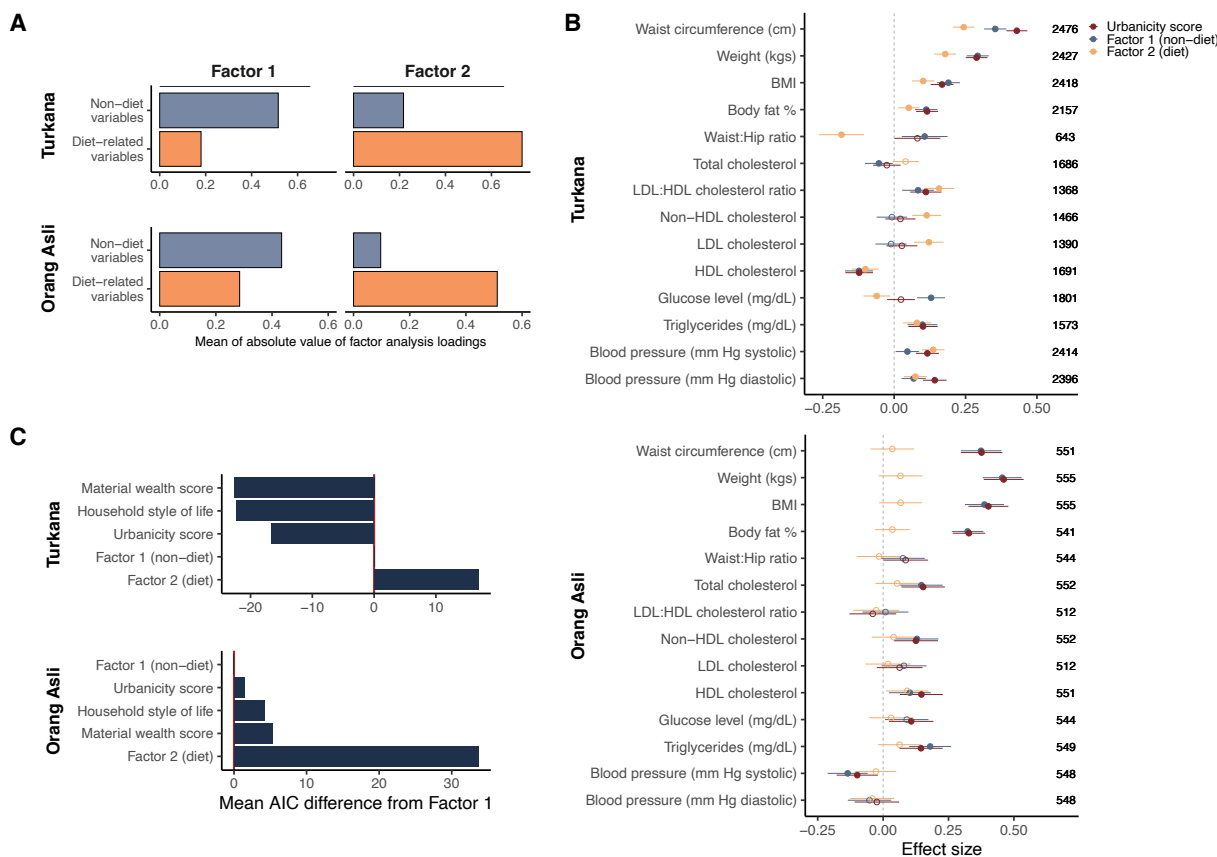 A
Factor 1
Factor 2
Turkana
Non−diet
variables
Diet−related
variables
0.0
0.2
0.4
0.6
0.0
0.2
0.4
0.6
Orang Asli
Non−diet
variables
Diet−related
variables
0.0
0.2
0.4
0.6
0.0
0.2
0.4
0.6
Mean of absolute value of factor analysis loadings
B
Urbanicity score
Factor 1 (non−diet)
Factor 2 (diet)
Turkana
Waist circumference (cm) 2476
Weight (kgs) 2427
BMI 2418
Body fat % 2157
Waist:Hip ratio 643
Total cholesterol 1686
LDL:HDL cholesterol ratio 1368
Non−HDL cholesterol 1466
LDL cholesterol 1390
HDL cholesterol 1691
Glucose level (mg/dL) 1801
Triglycerides (mg/dL) 1573
Blood pressure (mm Hg systolic) 2414
Blood pressure (mm Hg diastolic) 2396
−0.25 0.00 0.25 0.50
Orang Asli
Waist circumference (cm) 551
Weight (kgs) 555
BMI 555
Body fat % 541
Waist:Hip ratio 544
Total cholesterol 552
LDL:HDL cholesterol ratio 512
Non−HDL cholesterol 552
LDL cholesterol 512
HDL cholesterol 551
Glucose level (mg/dL) 544
Triglycerides (mg/dL) 549
Blood pressure (mm Hg systolic) 548
Blood pressure (mm Hg diastolic) 548
−0.25 0.00 0.25 0.50
Effect size
C
Turkana
Material wealth score
Household style of life
Urbanicity score
Factor 1 (non−diet)
Factor 2 (diet)
−20 −10 0 10
Orang Asli
Factor 1 (non−diet)
Urbanicity score
Household style of life
Material wealth score
Factor 2 (diet)
0 10 20 30
Mean AIC difference from Factor 1